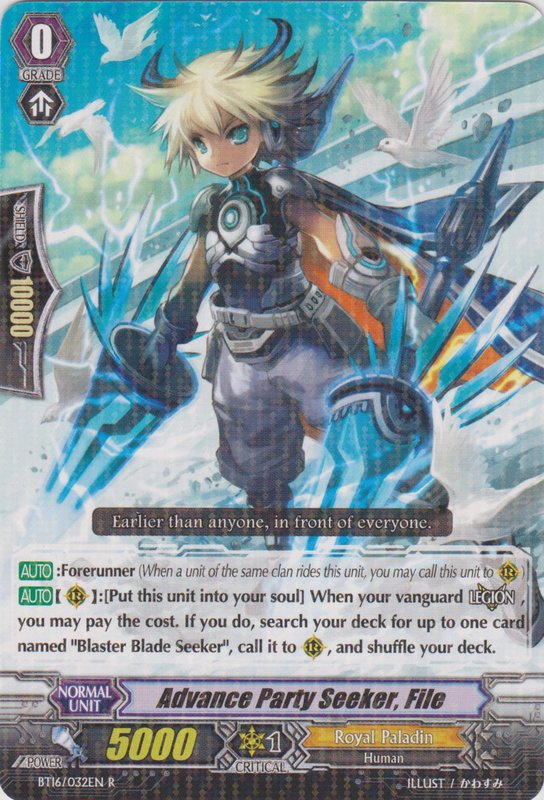 0
GRADE
SHIELD
10000
Earlier than anyone, in front of everyone.
AUTO:Forerunner (When a unit of the same clan rides this unit, you may call this unit to R
AUTO【R】:[Put this unit into your soul] When your vanguard LEGION,
you may pay the cost. If you do, search your deck for up to one card
named "Blaster Blade Seeker", call it to R, and shuffle your deck.
NORMAL
UNIT
Advance Party Seeker, File
POWER
5000
1
CRITICAL
Royal Paladin
Human
BT16/032EN R
ILLUST / かわすみ